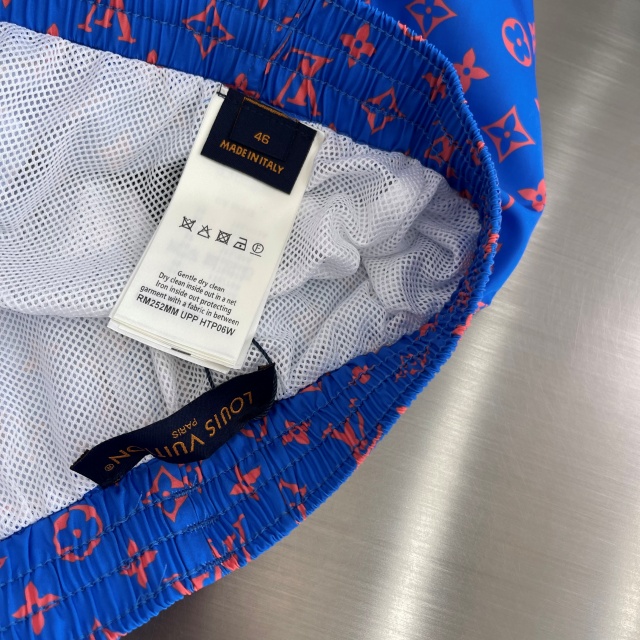 46
MADE IN ITALY
Gentle dry clean
Dry clean inside out in a net
Iron inside out protecting
garment with a fabric in between
RM252MM UPP HTP06W
LOUIS VUITTON®
PARIS